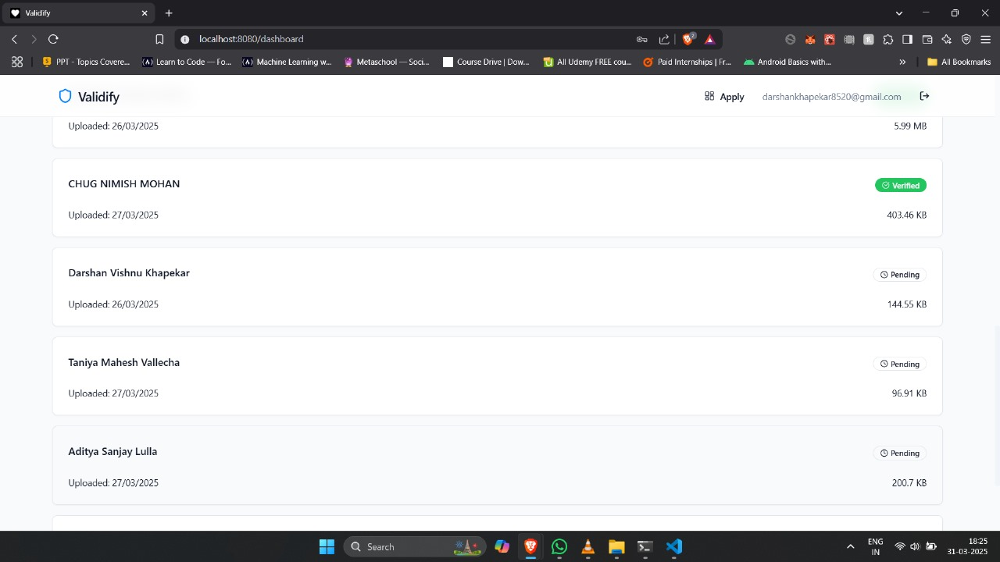 Validify
localhost:8080/dashboard
2
PPT - Topics Covere...
Learn to Code — Fo...
Machine Learning w...
Metaschool — Soci...
Course Drive | Dow...
All Udemy FREE cou...
Paid Internships | Fr...
Android Basics with...
»
All Bookmarks
Validify
Apply
darshankhapekar8520@gmail.com
Uploaded: 26/03/2025 5.99 MB
CHUG NIMISH MOHAN Verified
Uploaded: 27/03/2025 403.46 KB
Darshan Vishnu Khapekar Pending
Uploaded: 26/03/2025 144.55 KB
Taniya Mahesh Vallecha Pending
Uploaded: 27/03/2025 96.91 KB
Aditya Sanjay Lulla Pending
Uploaded: 27/03/2025 200.7 KB
Search
ENG
IN
18:25
31-03-2025